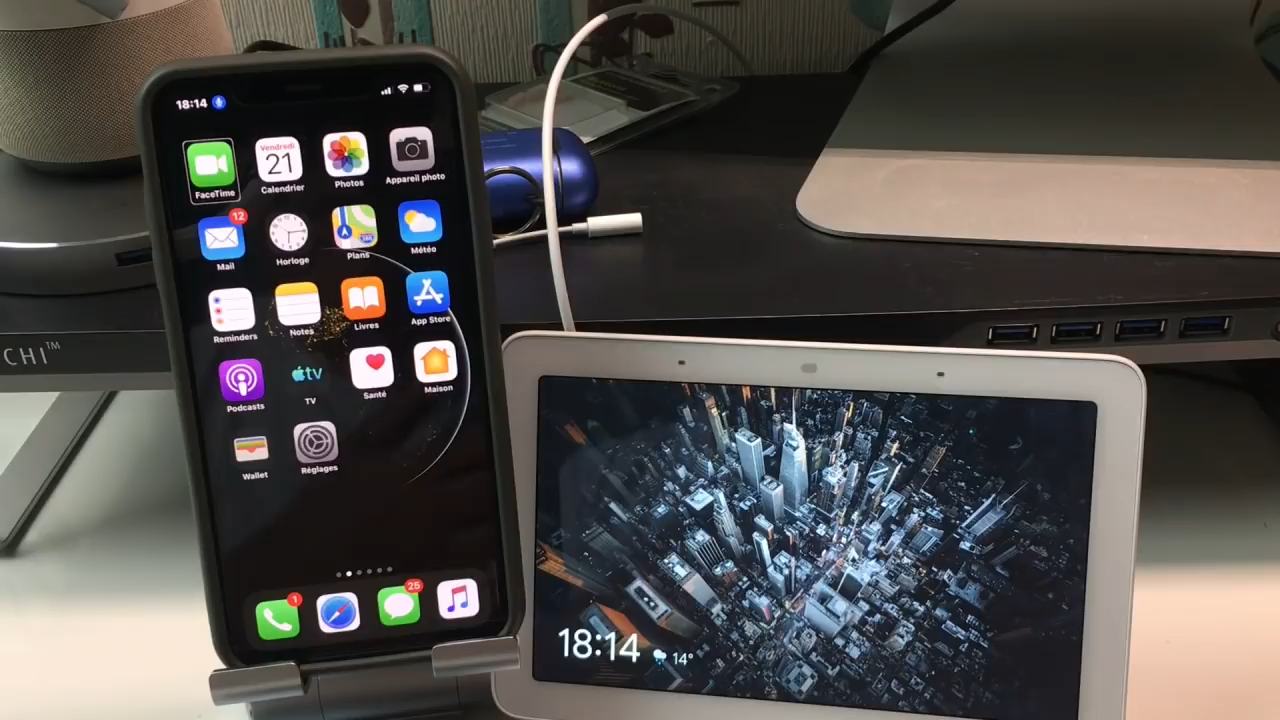 18:14
FaceTime
Vendredi
21
Calendrier
Photos
Appareil photo
12
Mail
Horloge
Plans
Météo
Reminders
Notes
Livres
App Store
Podcasts
tv
TV
Santé
Maison
Wallet
Réglages
1
25
CHI™
18:14
14°